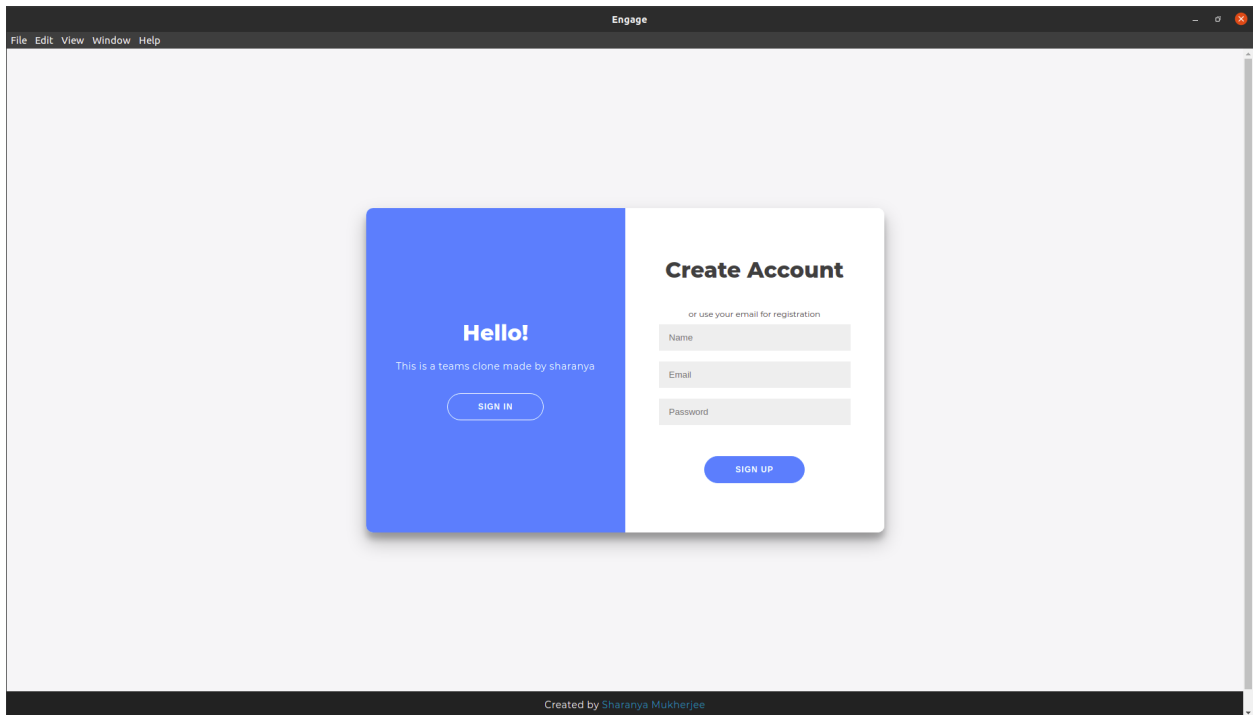 Engage
File Edit View Window Help
Hello!
This is a teams clone made by sharanya
SIGN IN
Create Account
or use your email for registration
Name
Email
Password
SIGN UP
Created by Sharanya Mukherjee